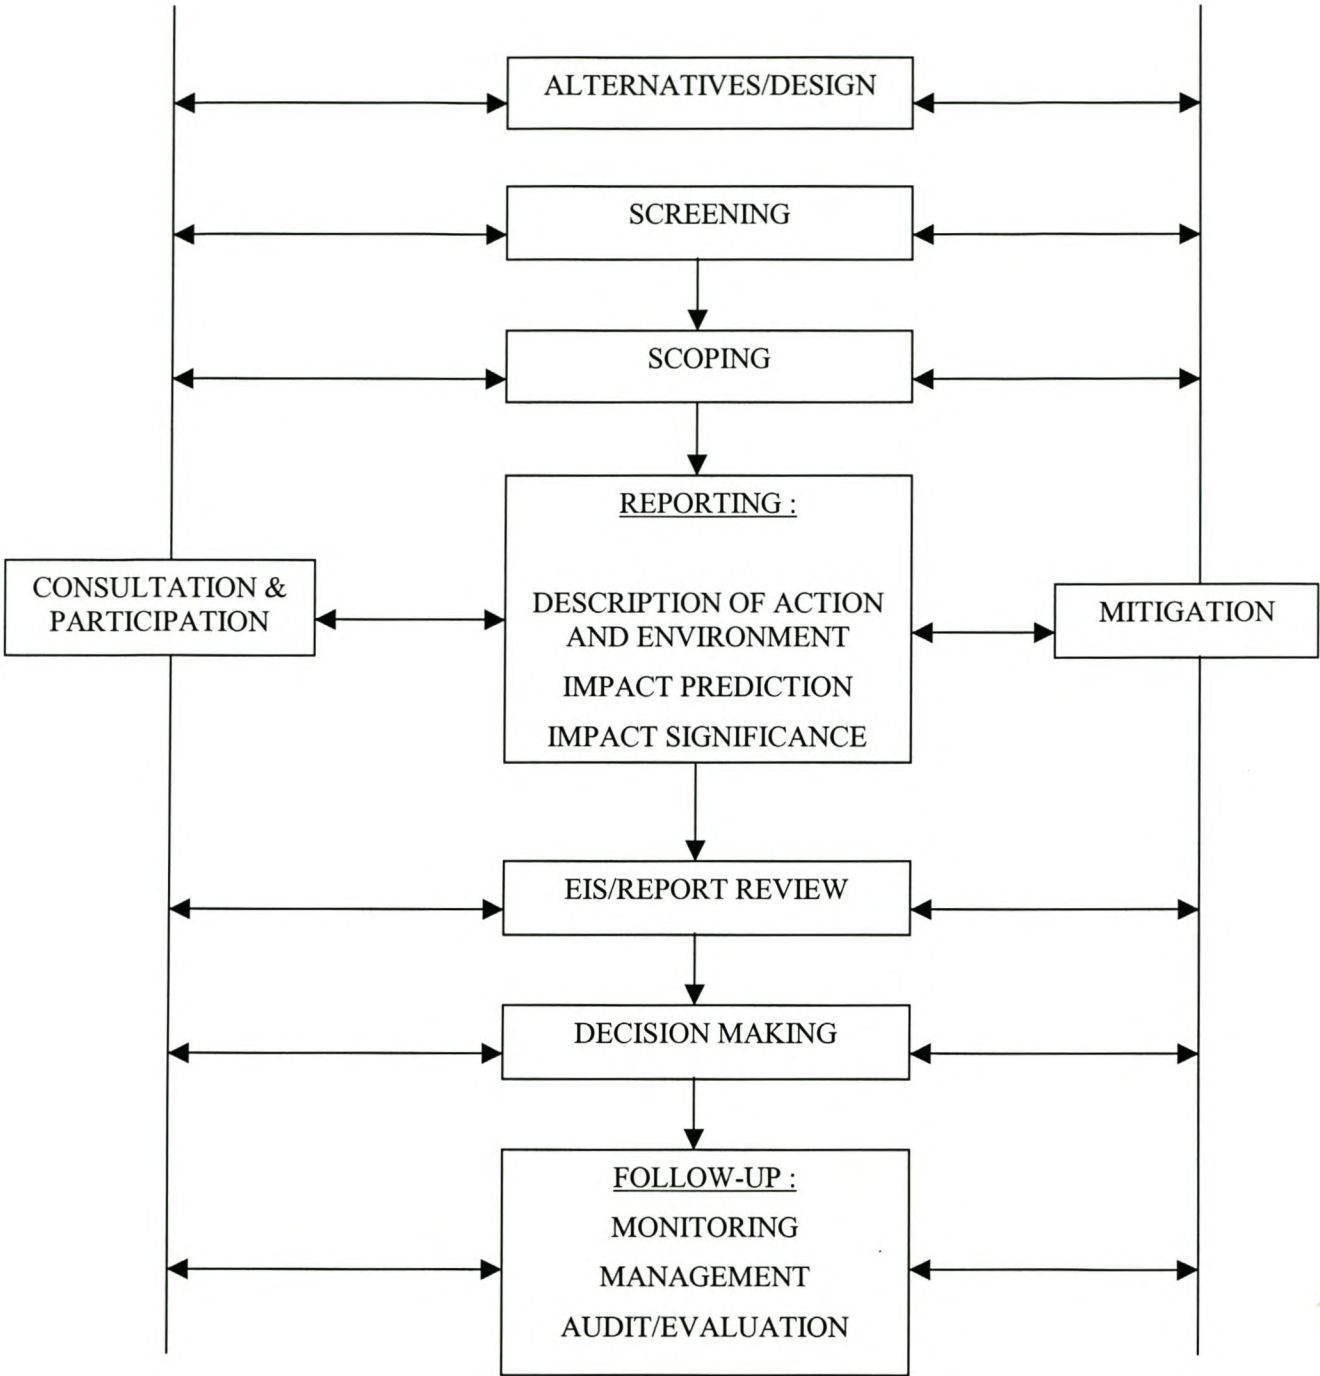 ALTERNATIVES/DESIGN
SCREENING
SCOPING
REPORTING :
DESCRIPTION OF ACTION
AND ENVIRONMENT
IMPACT PREDICTION
IMPACT SIGNIFICANCE
CONSULTATION &
PARTICIPATION
MITIGATION
EIS/REPORT REVIEW
DECISION MAKING
FOLLOW-UP :
MONITORING
MANAGEMENT
AUDIT/EVALUATION